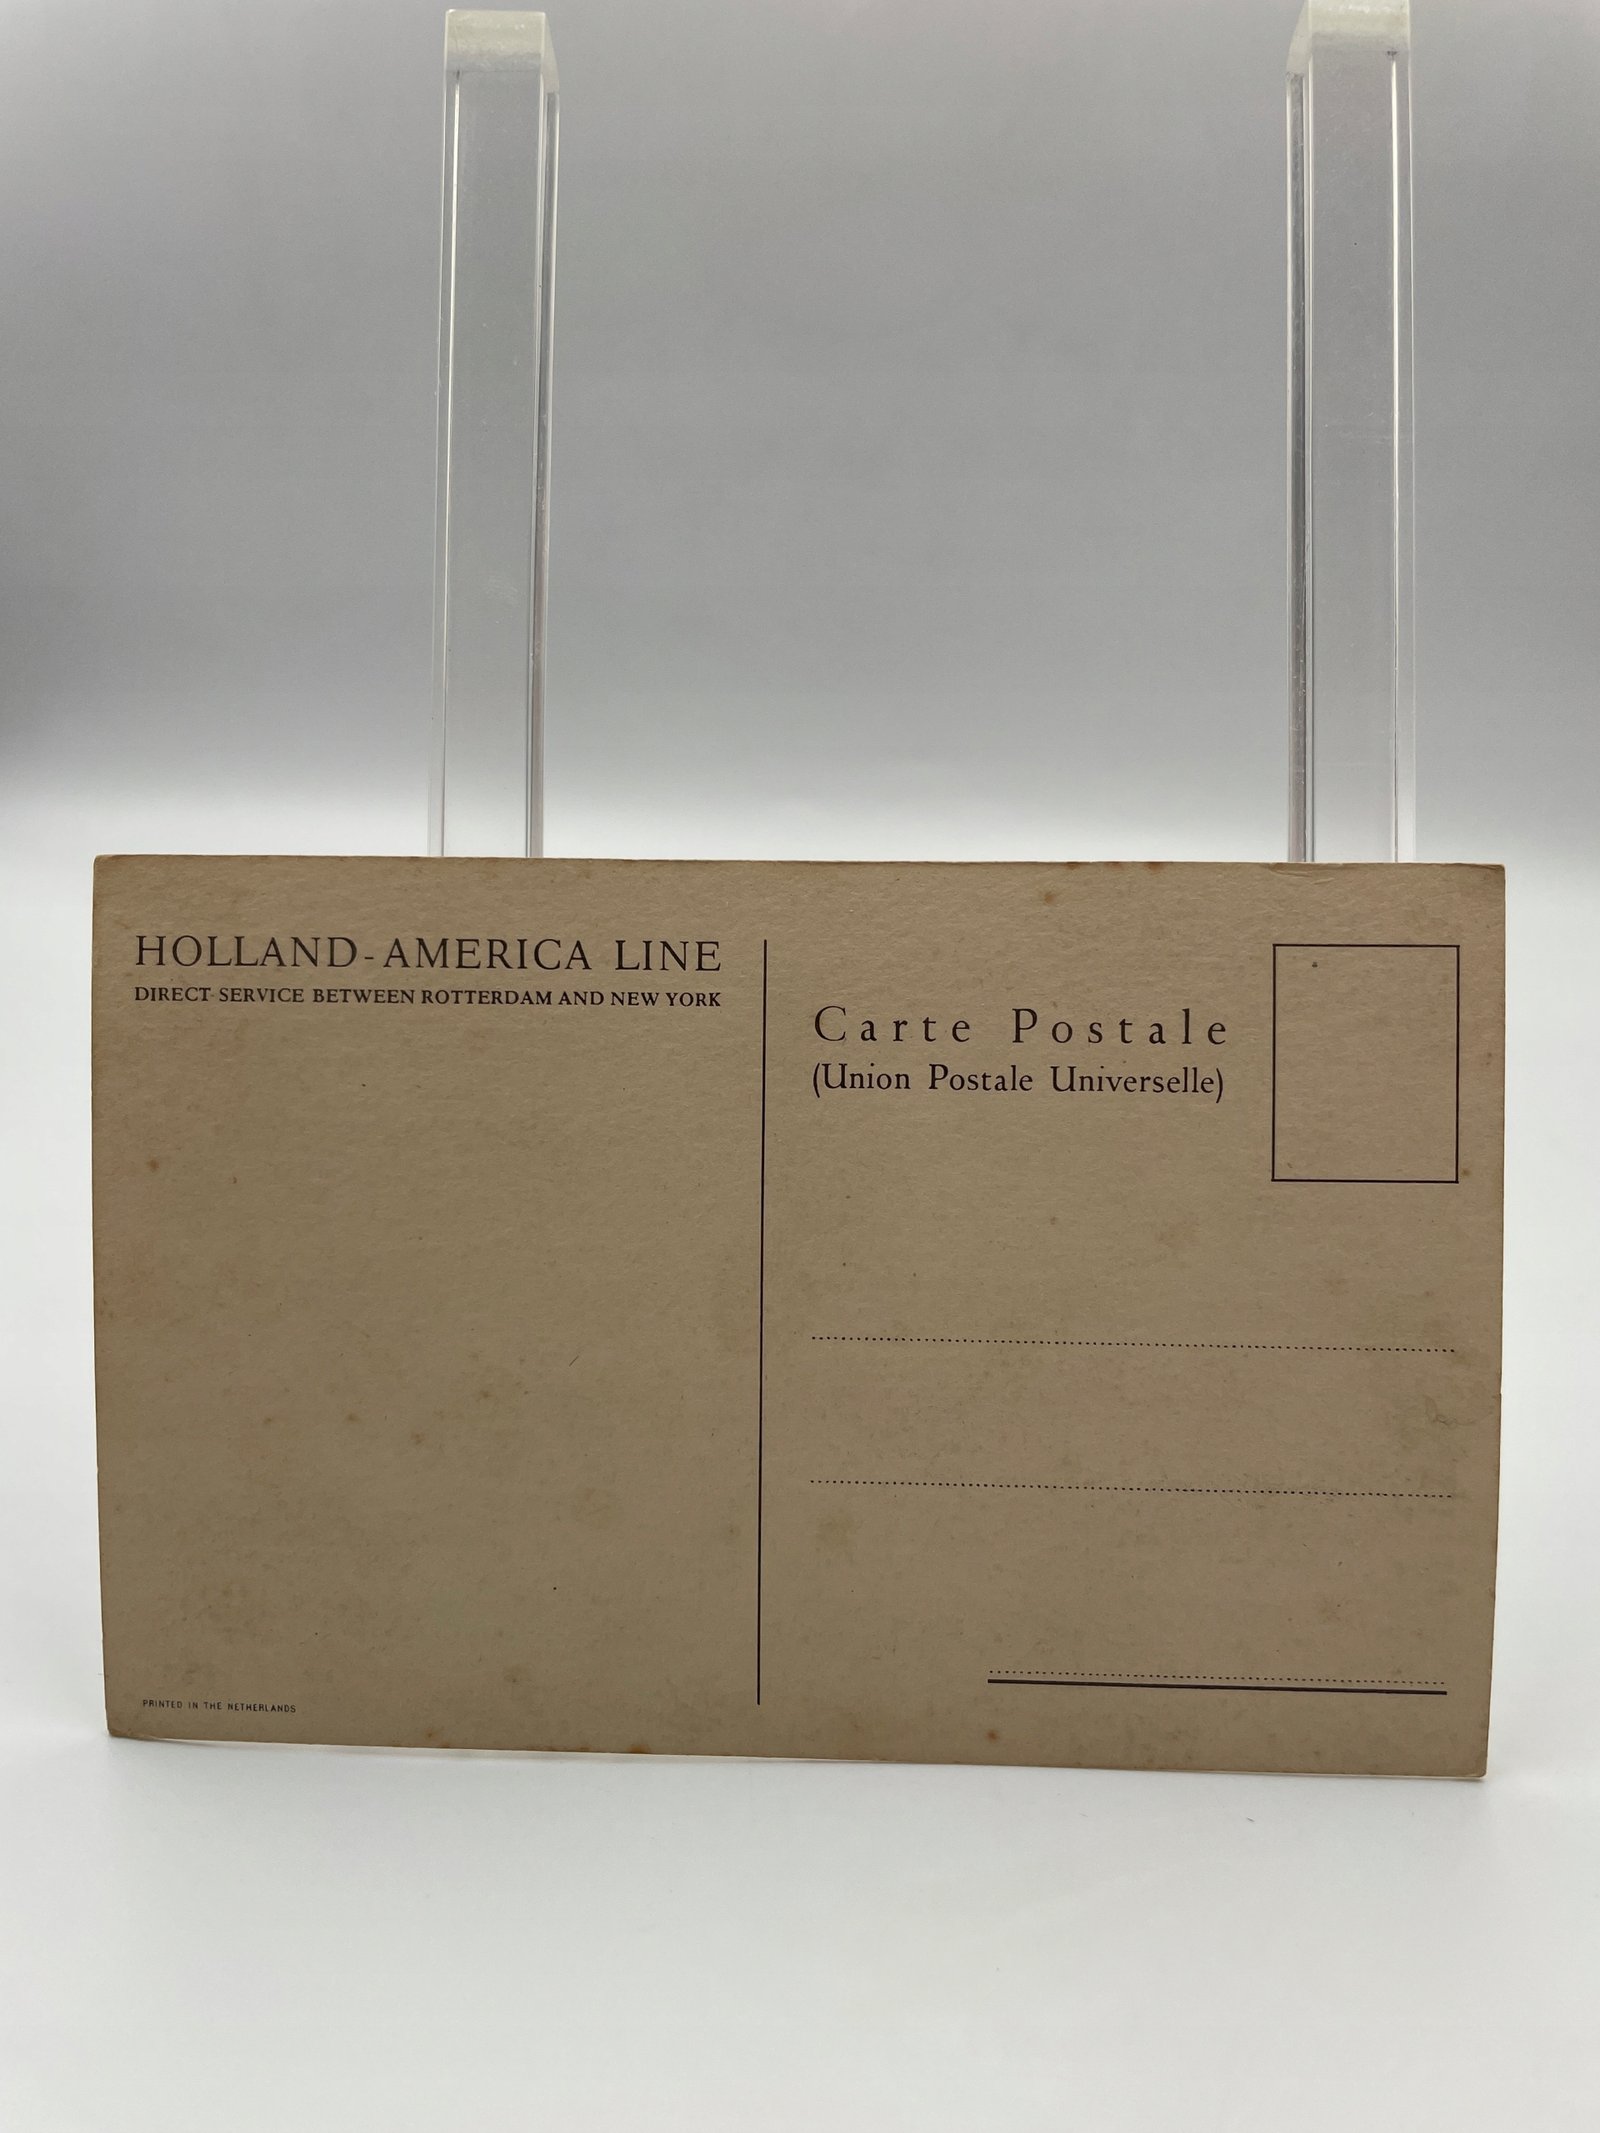 HOLLAND-AMERICA LINE
DIRECT SERVICE BETWEEN ROTTERDAM AND NEW YORK
Carte Postale
(Union Postale Universelle)
PRINTED IN THE NETHERLANDS